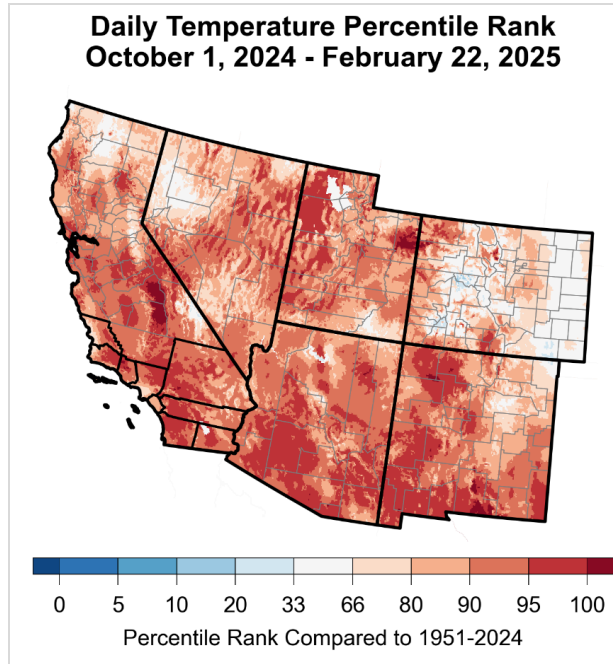 Daily Temperature Percentile Rank
October 1, 2024 - February 22, 2025
0 5 10 20 33 66 80 90 95 100
Percentile Rank Compared to 1951-2024